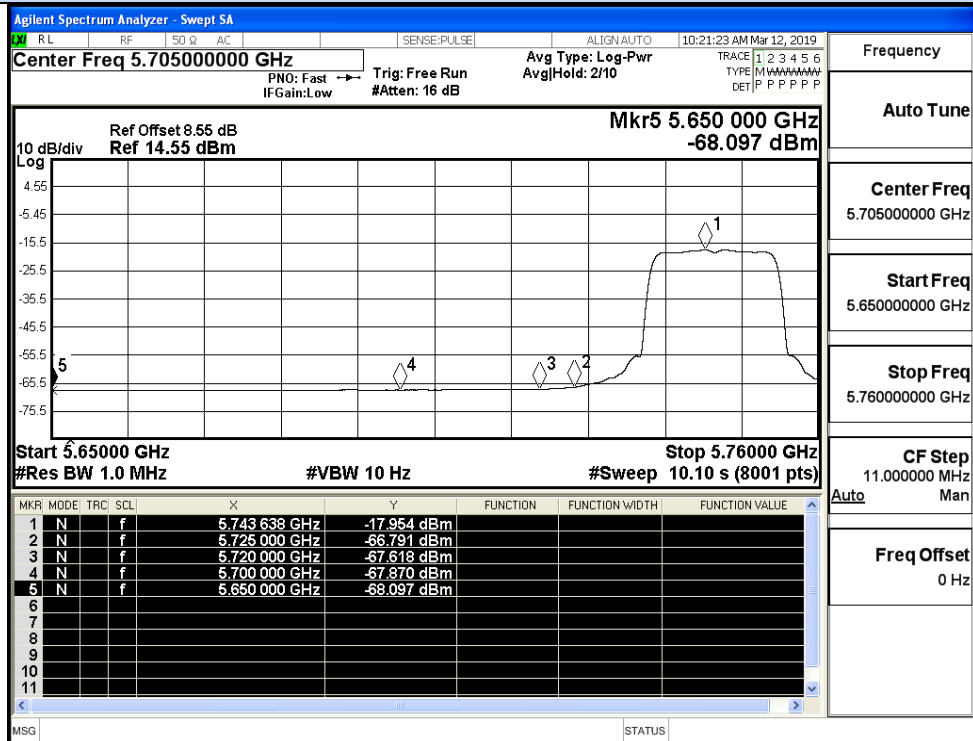 Agilent Spectrum Analyzer - Swept SA
LXI RL RF 50 Ω AC SENSE:PULSE ALIGN AUTO 10:21:23 AM Mar 12, 2019
Center Freq 5.705000000 GHz
PNO: Fast
IFGain:Low
Trig: Free Run
#Atten: 16 dB
Avg Type: Log-Pwr
Avg|Hold: 2/10
TRACE 1 2 3 4 5 6
TYPE M WWWWW
DET P P P P P P
Mkr5 5.650 000 GHz
-68.097 dBm
Ref Offset 8.55 dB
10 dB/div Ref 14.55 dBm
Log
4.55
-5.45
-15.5
-25.5
-35.5
-45.5
-55.5
-65.5
-75.5
1
5
4
3
2
Start 5.65000 GHz Stop 5.76000 GHz
#Res BW 1.0 MHz #VBW 10 Hz #Sweep 10.10 s (8001 pts)
MKR MODE TRC SCL X Y FUNCTION FUNCTION WIDTH FUNCTION VALUE
1 N f 5.743 638 GHz -17.954 dBm
2 N f 5.725 000 GHz -66.791 dBm
3 N f 5.720 000 GHz -67.618 dBm
4 N f 5.700 000 GHz -67.870 dBm
5 N f 5.650 000 GHz -68.097 dBm
6
7
8
9
10
11
MSG STATUS
Frequency
Auto Tune
Center Freq
5.705000000 GHz
Start Freq
5.650000000 GHz
Stop Freq
5.760000000 GHz
CF Step
11.000000 MHz
Auto Man
Freq Offset
0 Hz